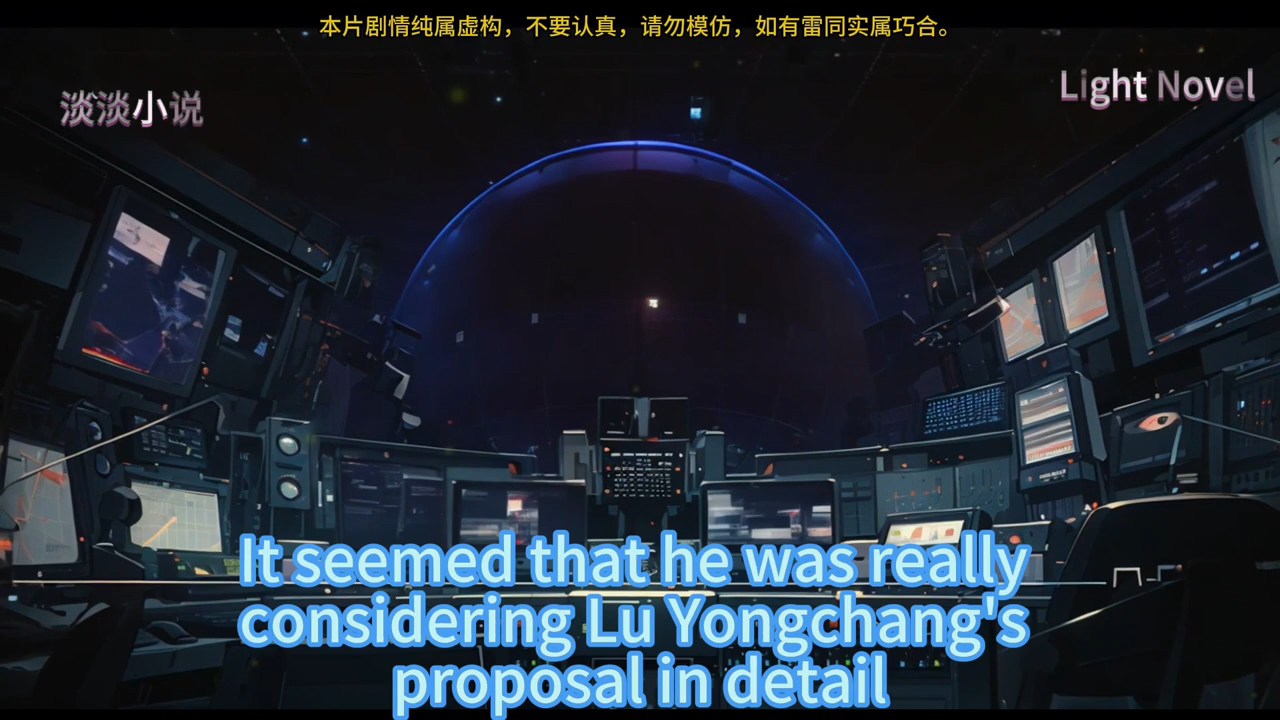 本片剧情纯属虚构，不要认真，请勿模仿，如有雷同实属巧合。
淡淡小说
Light Novel
It seemed that he was really
considering Lu Yongchang's
proposal in detail